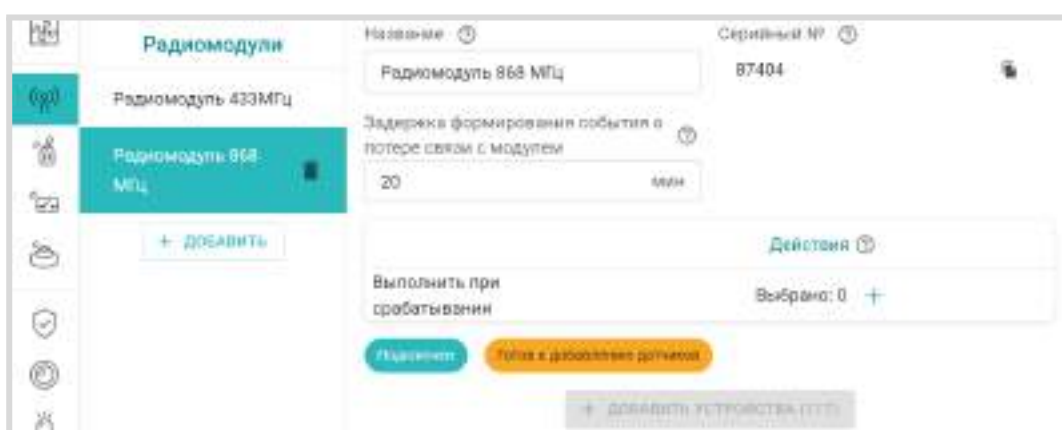 Радиомодули
Радиомодуль 433МГц
Радиомодуль 868
МГц
+ ДОБАВИТЬ
Название
Серийный №
Радиомодуль 868 МГц
87404
Задержка формирования события о
потере связи с модулем
20 мин
Действия
Выполнить при
срабатывании
Выбрано: 0 +
Подключен
Готов к добавлению датчиков
+ ДОБАВИТЬ УСТРОЙСТВА